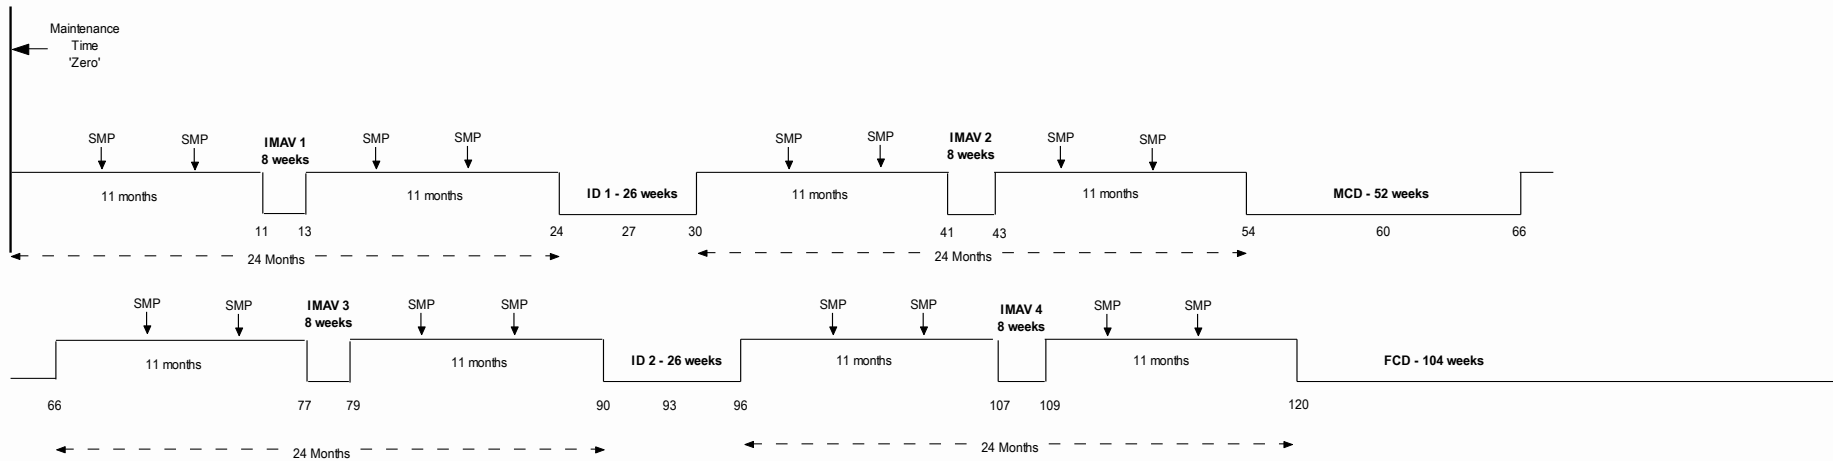 Maintenance
Time
'Zero'
SMP SMP IMAV 1 SMP SMP SMP SMP IMAV 2 SMP SMP
8 weeks 8 weeks
11 months 11 months ID 1 - 26 weeks 11 months 11 months MCD - 52 weeks
11 13 24 27 30 41 43 54 60 66
24 Months 24 Months
SMP SMP IMAV 3 SMP SMP SMP SMP IMAV 4 SMP SMP
8 weeks 8 weeks
11 months 11 months ID 2 - 26 weeks 11 months 11 months FCD - 104 weeks
66 77 79 90 93 96 107 109 120
24 Months 24 Months